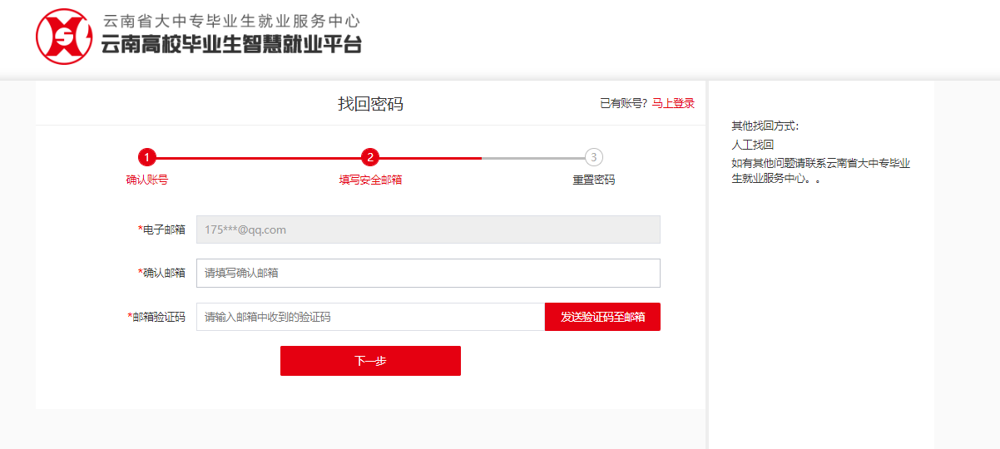 云南省大中专毕业生就业服务中心
云南高校毕业生智慧就业平台
找回密码
已有账号? 马上登录
1
2
3
确认账号
填写安全邮箱
重置密码
*电子邮箱
175***@qq.com
*确认邮箱
请填写确认邮箱
*邮箱验证码
请输入邮箱中收到的验证码
发送验证码至邮箱
下一步
其他找回方式:
人工找回
如有其他问题请联系云南省大中专毕业
生就业服务中心。。